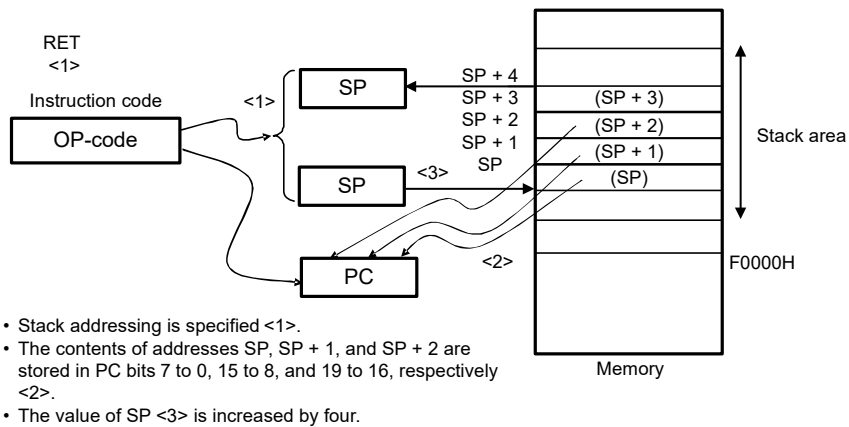 RET
<1>
Instruction code
OP-code
<1>
SP
SP
<3>
PC
<2>
SP + 4
SP + 3
SP + 2
SP + 1
SP
(SP + 3)
(SP + 2)
(SP + 1)
(SP)
Stack area
F0000H
Memory
• Stack addressing is specified <1>.
• The contents of addresses SP, SP + 1, and SP + 2 are
stored in PC bits 7 to 0, 15 to 8, and 19 to 16, respectively
<2>.
• The value of SP <3> is increased by four.